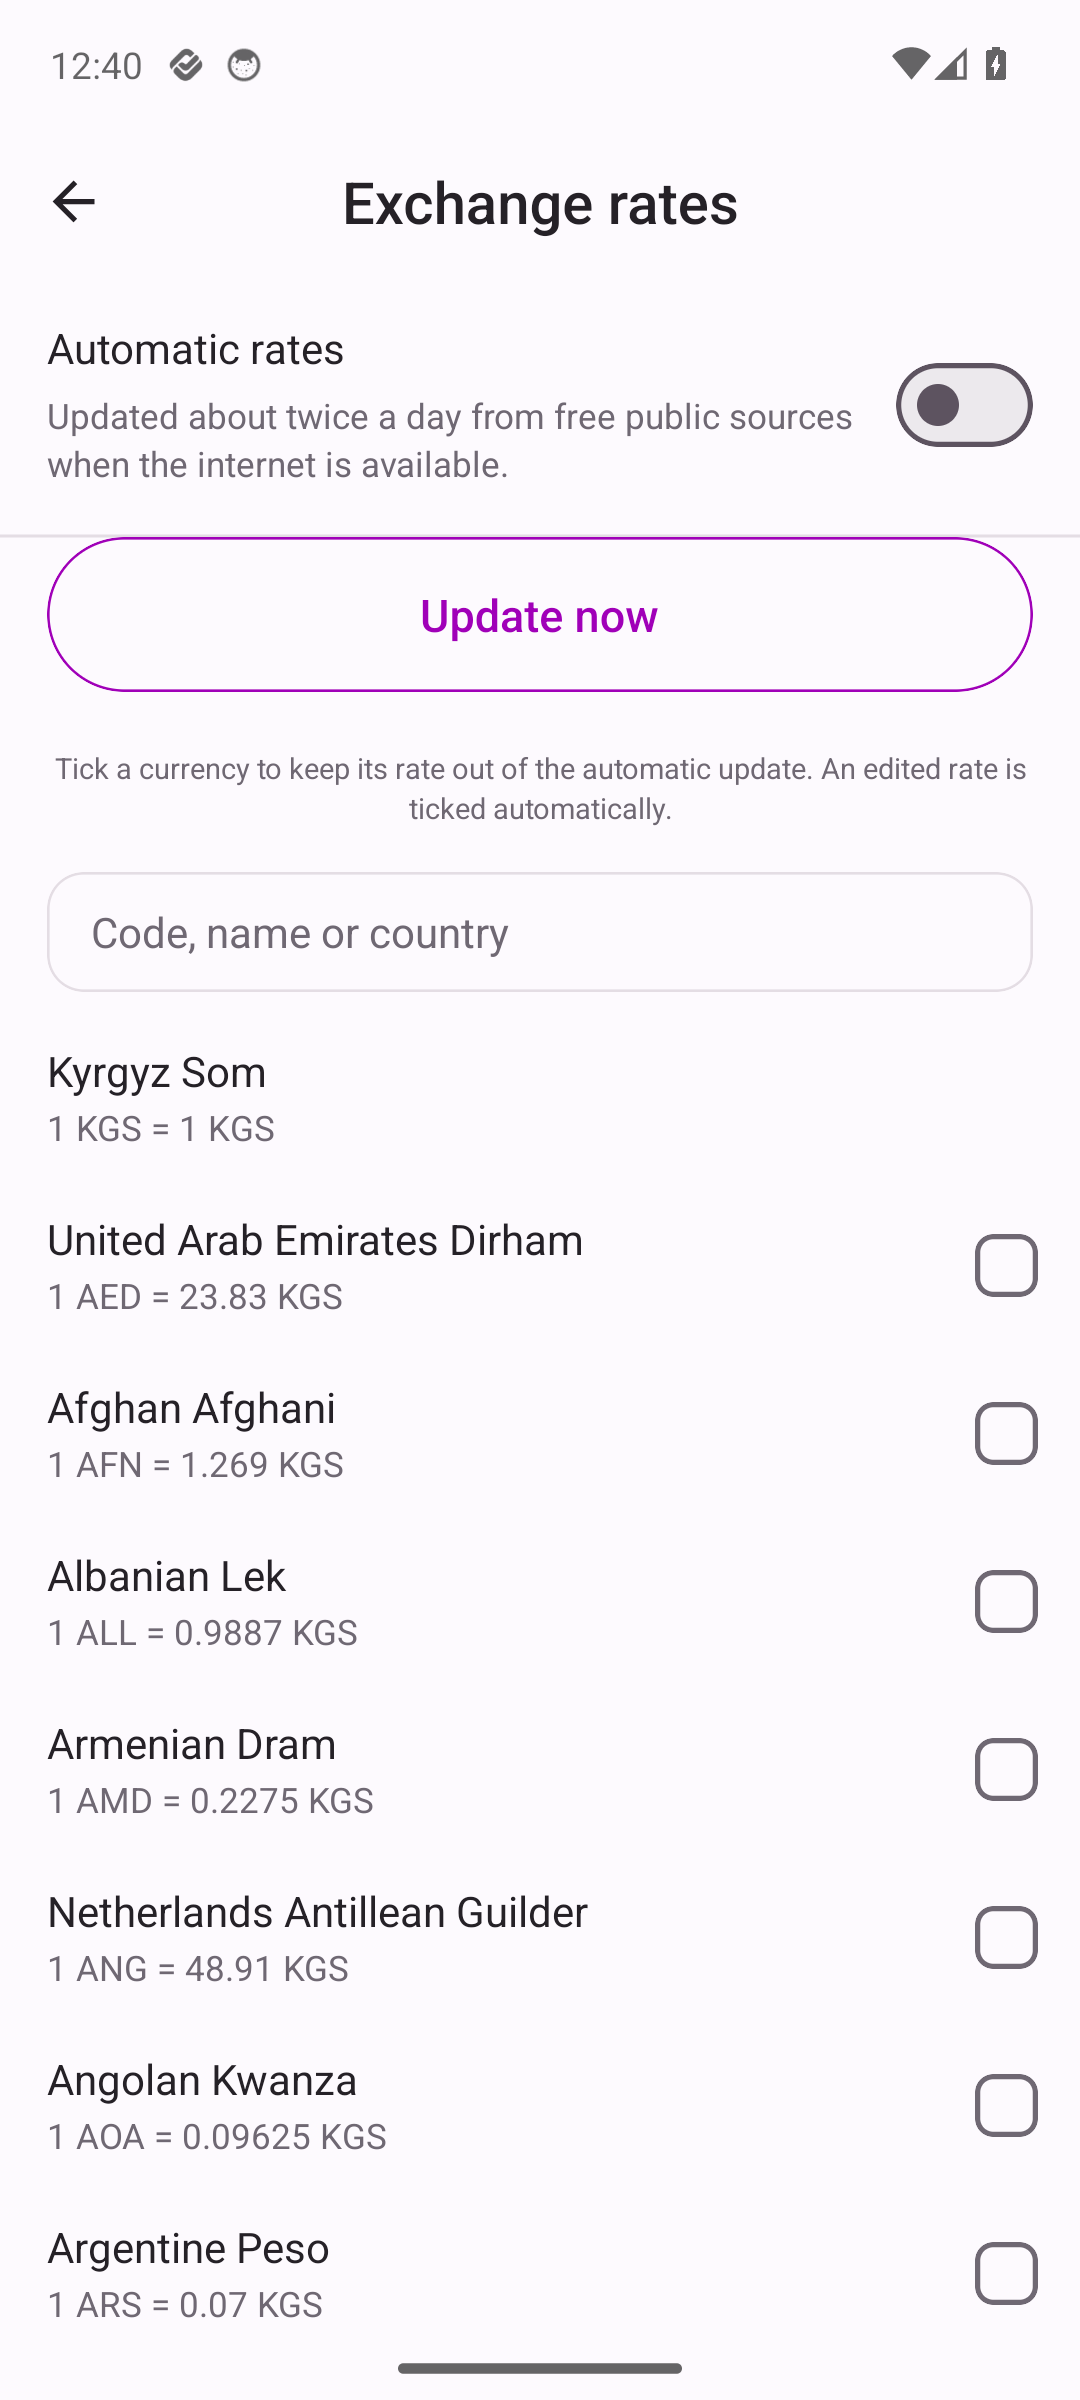 12:40
Exchange rates
Automatic rates
Updated about twice a day from free public sources
when the internet is available.
Update now
Tick a currency to keep its rate out of the automatic update. An edited rate is
ticked automatically.
Code, name or country
Kyrgyz Som
1 KGS = 1 KGS
United Arab Emirates Dirham
1 AED = 23.83 KGS
Afghan Afghani
1 AFN = 1.269 KGS
Albanian Lek
1 ALL = 0.9887 KGS
Armenian Dram
1 AMD = 0.2275 KGS
Netherlands Antillean Guilder
1 ANG = 48.91 KGS
Angolan Kwanza
1 AOA = 0.09625 KGS
Argentine Peso
1 ARS = 0.07 KGS